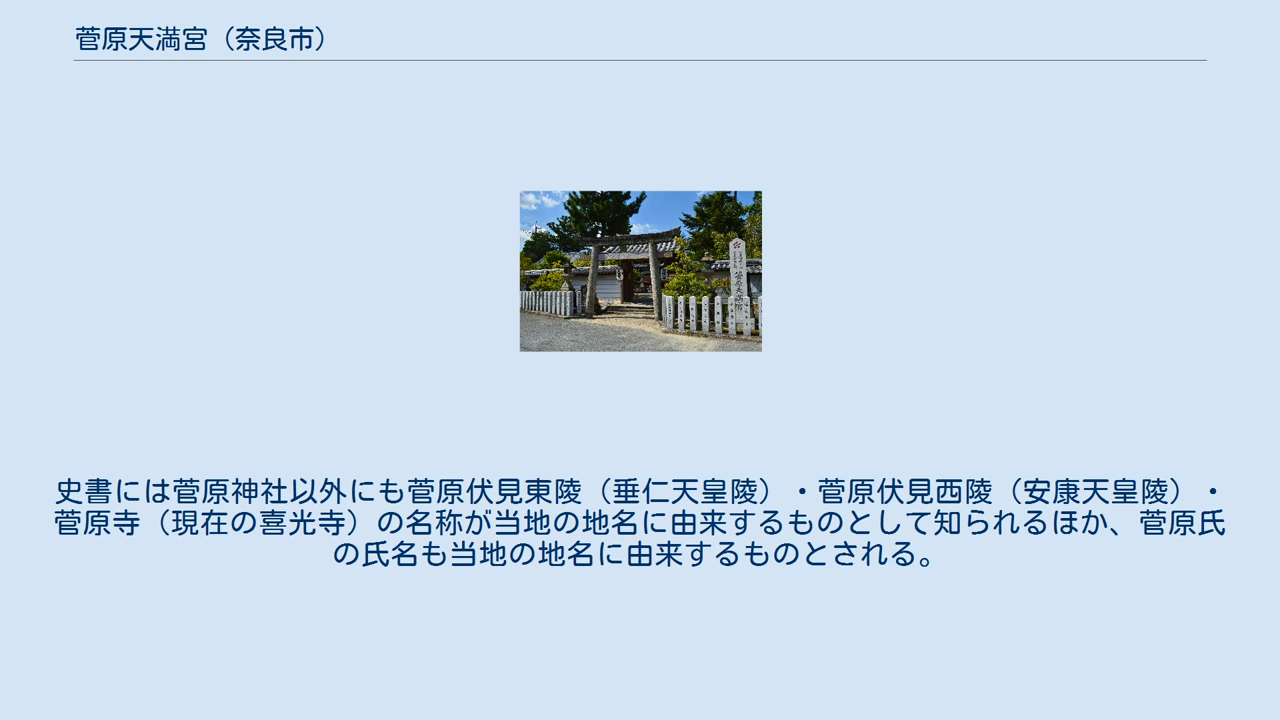 菅原天満宮（奈良市）
菅原天満宮
史書には菅原神社以外にも菅原伏見東陵（垂仁天皇陵）・菅原伏見西陵（安康天皇陵）・
菅原寺（現在の喜光寺）の名称が当地の地名に由来するものとして知られるほか、菅原氏
の氏名も当地の地名に由来するものとされる。